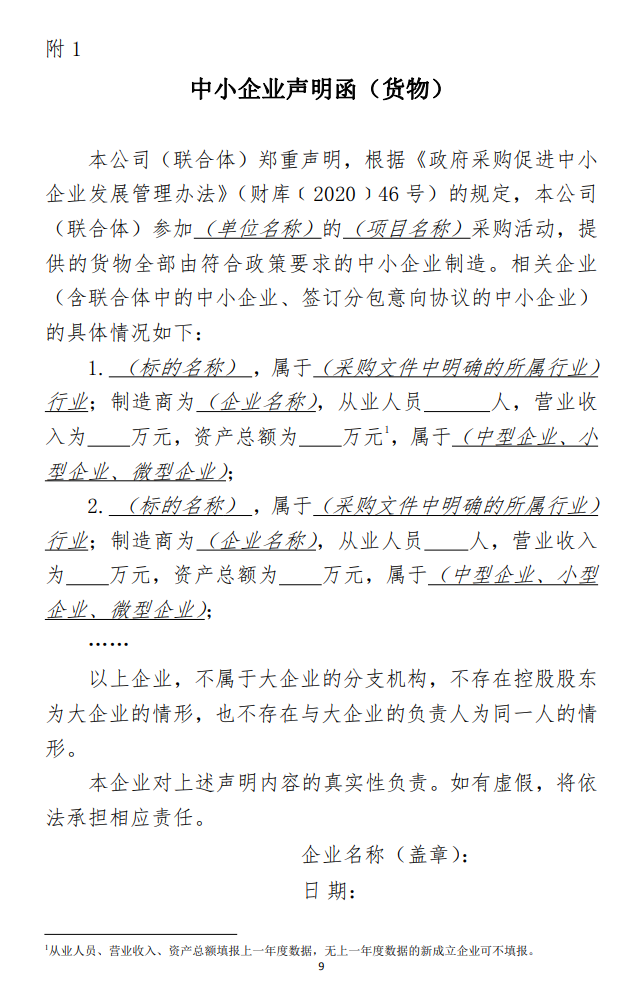 附 1
中小企业声明函（货物）
本公司（联合体）郑重声明，根据《政府采购促进中小
企业发展管理办法》（财库﹝2020﹞46 号）的规定，本公司
（联合体）参加（单位名称）的（项目名称）采购活动，提
供的货物全部由符合政策要求的中小企业制造。相关企业
（含联合体中的中小企业、签订分包意向协议的中小企业）
的具体情况如下：
1. （标的名称），属于（采购文件中明确的所属行业）
行业；制造商为（企业名称），从业人员______人，营业收
入为____万元，资产总额为____万元1，属于（中型企业、小
型企业、微型企业）；
2. （标的名称），属于（采购文件中明确的所属行业）
行业；制造商为（企业名称），从业人员____人，营业收入
为____万元，资产总额为____万元，属于（中型企业、小型
企业、微型企业）；
……
以上企业，不属于大企业的分支机构，不存在控股股东
为大企业的情形，也不存在与大企业的负责人为同一人的情
形。
本企业对上述声明内容的真实性负责。如有虚假，将依
法承担相应责任。
企业名称（盖章）：
日 期：
1从业人员、营业收入、资产总额填报上一年度数据，无上一年度数据的新成立企业可不填报。
9